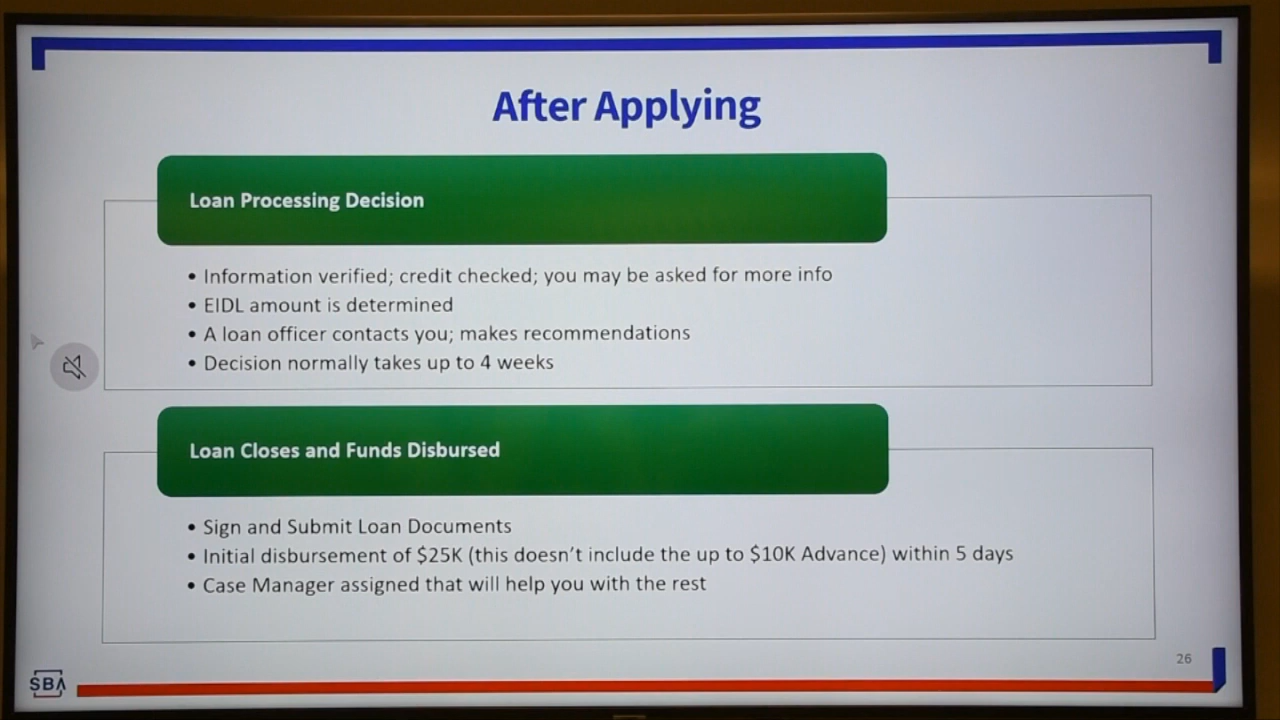 After Applying
Loan Processing Decision
• Information verified; credit checked; you may be asked for more info
• EIDL amount is determined
• A loan officer contacts you; makes recommendations
• Decision normally takes up to 4 weeks
Loan Closes and Funds Disbursed
• Sign and Submit Loan Documents
• Initial disbursement of $25K (this doesn't include the up to $10K Advance) within 5 days
• Case Manager assigned that will help you with the rest
26
SBA